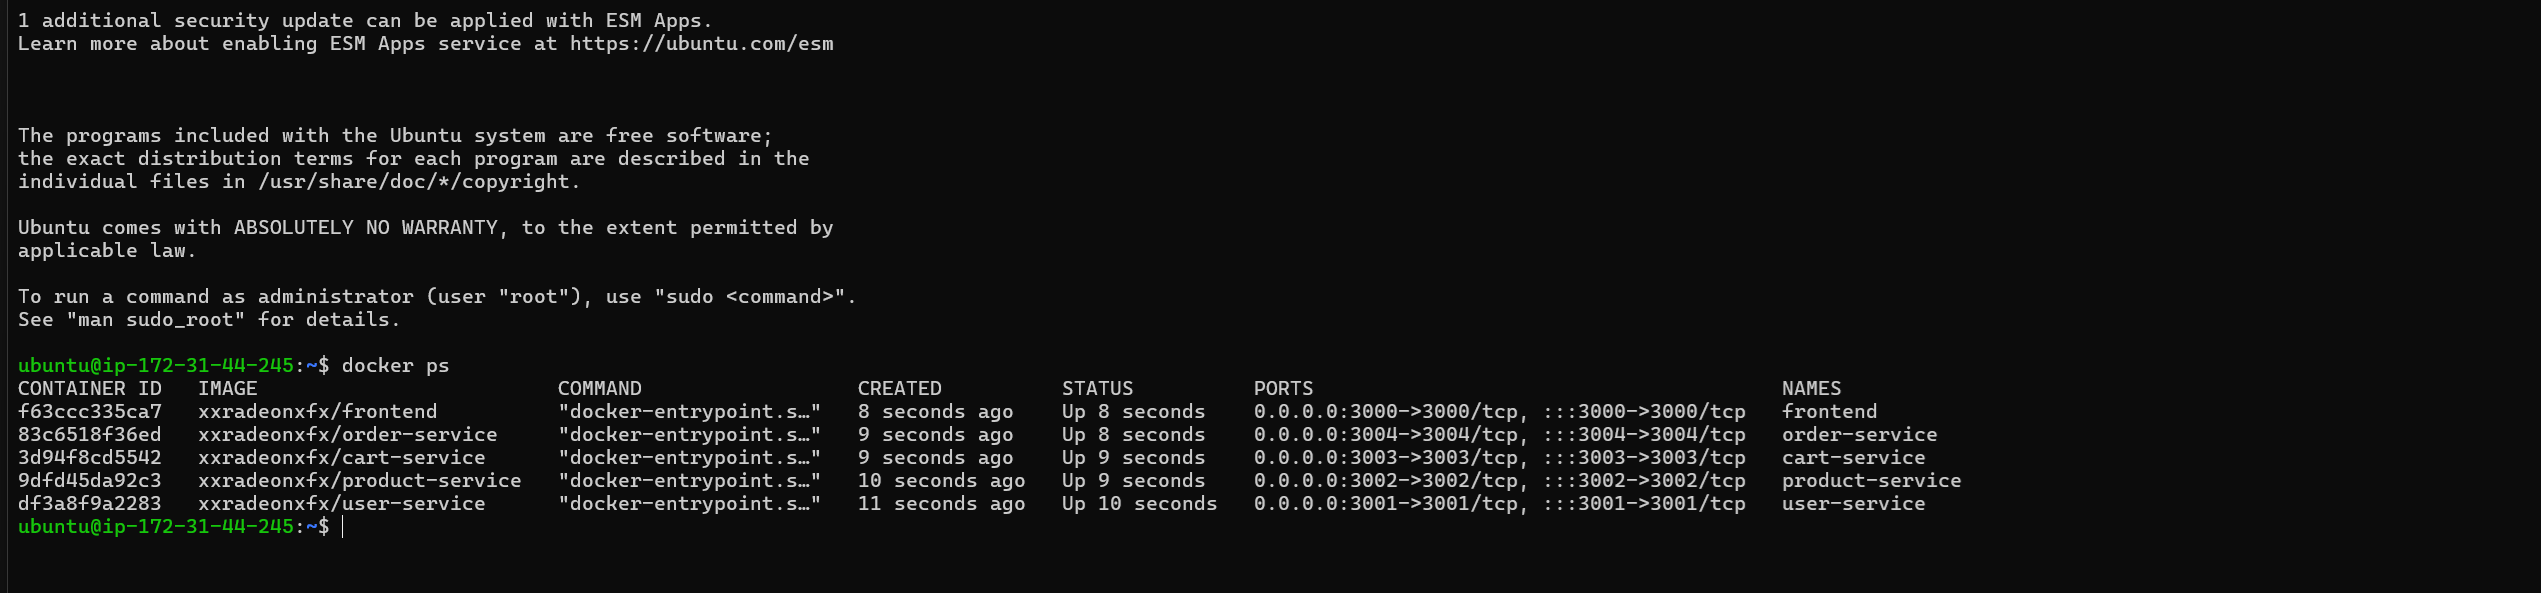 1 additional security update can be applied with ESM Apps.
Learn more about enabling ESM Apps service at https://ubuntu.com/esm
The programs included with the Ubuntu system are free software;
the exact distribution terms for each program are described in the
individual files in /usr/share/doc/*/copyright.
Ubuntu comes with ABSOLUTELY NO WARRANTY, to the extent permitted by
applicable law.
To run a command as administrator (user "root"), use "sudo <command>".
See "man sudo_root" for details.
ubuntu@ip-172-31-44-245:~$ docker ps
CONTAINER ID   IMAGE                         COMMAND                  CREATED          STATUS          PORTS                                       NAMES
f63ccc335ca7   xxradeonxfx/frontend          "docker-entrypoint.s…"   8 seconds ago    Up 8 seconds    0.0.0.0:3000->3000/tcp, :::3000->3000/tcp   frontend
83c6518f36ed   xxradeonxfx/order-service     "docker-entrypoint.s…"   9 seconds ago    Up 8 seconds    0.0.0.0:3004->3004/tcp, :::3004->3004/tcp   order-service
3d94f8cd5542   xxradeonxfx/cart-service      "docker-entrypoint.s…"   9 seconds ago    Up 9 seconds    0.0.0.0:3003->3003/tcp, :::3003->3003/tcp   cart-service
9dfd45da92c3   xxradeonxfx/product-service   "docker-entrypoint.s…"   10 seconds ago   Up 9 seconds    0.0.0.0:3002->3002/tcp, :::3002->3002/tcp   product-service
df3a8f9a2283   xxradeonxfx/user-service      "docker-entrypoint.s…"   11 seconds ago   Up 10 seconds   0.0.0.0:3001->3001/tcp, :::3001->3001/tcp   user-service
ubuntu@ip-172-31-44-245:~$